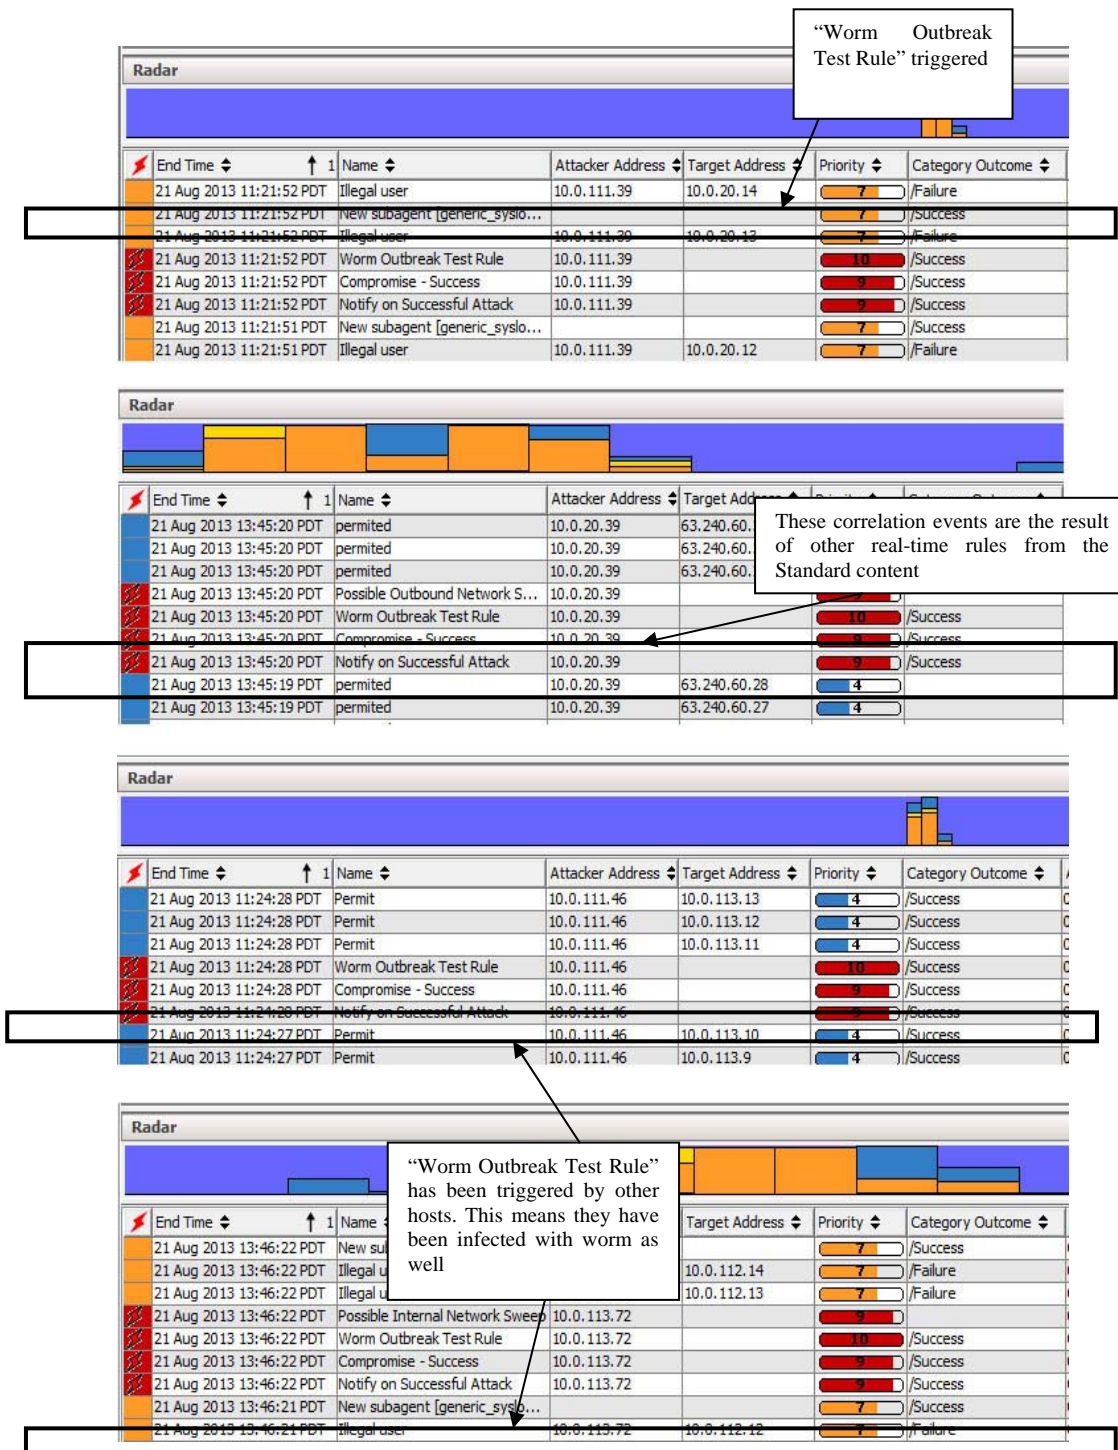 “Worm Outbreak
Test Rule” triggered
Radar
End Time 1 Name Attacker Address Target Address Priority Category Outcome
21 Aug 2013 11:21:52 PDT Illegal user 10.0.111.39 10.0.20.14 7 /Failure
21 Aug 2013 11:21:52 PDT New subagent [generic_syslo... 7 /Success
21 Aug 2013 11:21:52 PDT Illegal user 10.0.111.39 10.0.20.13 7 /Failure
21 Aug 2013 11:21:52 PDT Worm Outbreak Test Rule 10.0.111.39 10 /Success
21 Aug 2013 11:21:52 PDT Compromise - Success 10.0.111.39 9 /Success
21 Aug 2013 11:21:52 PDT Notify on Successful Attack 10.0.111.39 9 /Success
21 Aug 2013 11:21:51 PDT New subagent [generic_syslo... 7 /Success
21 Aug 2013 11:21:51 PDT Illegal user 10.0.111.39 10.0.20.12 7 /Failure
Radar
End Time 1 Name Attacker Address Target
These correlation events are the result
of other real-time rules from the
Standard content
21 Aug 2013 13:45:20 PDT permited 10.0.20.39 63.240.60.
21 Aug 2013 13:45:20 PDT permited 10.0.20.39 63.240.60.
21 Aug 2013 13:45:20 PDT permited 10.0.20.39 63.240.60.
21 Aug 2013 13:45:20 PDT Possible Outbound Network S... 10.0.20.39 9
21 Aug 2013 13:45:20 PDT Worm Outbreak Test Rule 10.0.20.39 10 /Success
21 Aug 2013 13:45:20 PDT Compromise - Success 10.0.20.39 9 /Success
21 Aug 2013 13:45:20 PDT Notify on Successful Attack 10.0.20.39 9 /Success
21 Aug 2013 13:45:19 PDT permited 10.0.20.39 63.240.60.28 4
21 Aug 2013 13:45:19 PDT permited 10.0.20.39 63.240.60.27 4
Radar
End Time 1 Name Attacker Address Target Address Priority Category Outcome
21 Aug 2013 11:24:28 PDT Permit 10.0.111.46 10.0.113.13 4 /Success
21 Aug 2013 11:24:28 PDT Permit 10.0.111.46 10.0.113.12 4 /Success
21 Aug 2013 11:24:28 PDT Permit 10.0.111.46 10.0.113.11 4 /Success
21 Aug 2013 11:24:28 PDT Worm Outbreak Test Rule 10.0.111.46 10 /Success
21 Aug 2013 11:24:28 PDT Compromise - Success 10.0.111.46 9 /Success
21 Aug 2013 11:24:28 PDT Notify on Successful Attack 10.0.111.46 9 /Success
21 Aug 2013 11:24:27 PDT Permit 10.0.111.46 10.0.113.10 4 /Success
21 Aug 2013 11:24:27 PDT Permit 10.0.111.46 10.0.113.9 4 /Success
Radar
“Worm Outbreak Test Rule”
has been triggered by other
hosts. This means they have
been infected with worm as
well
End Time 1 Name Target Address Priority Category Outcome
21 Aug 2013 13:46:22 PDT New su 7 /Success
21 Aug 2013 13:46:22 PDT Illegal u 10.0.112.14 7 /Failure
21 Aug 2013 13:46:22 PDT Illegal u 10.0.112.13 7 /Failure
21 Aug 2013 13:46:22 PDT Possible Internal Network Sweep 10.0.113.72 9
21 Aug 2013 13:46:22 PDT Worm Outbreak Test Rule 10.0.113.72 10 /Success
21 Aug 2013 13:46:22 PDT Compromise - Success 10.0.113.72 9 /Success
21 Aug 2013 13:46:22 PDT Notify on Successful Attack 10.0.113.72 9 /Success
21 Aug 2013 13:46:21 PDT New subagent [generic_syslo... 7 /Success
21 Aug 2013 13:46:21 PDT Illegal user 10.0.113.72 10.0.112.12 7 /Failure